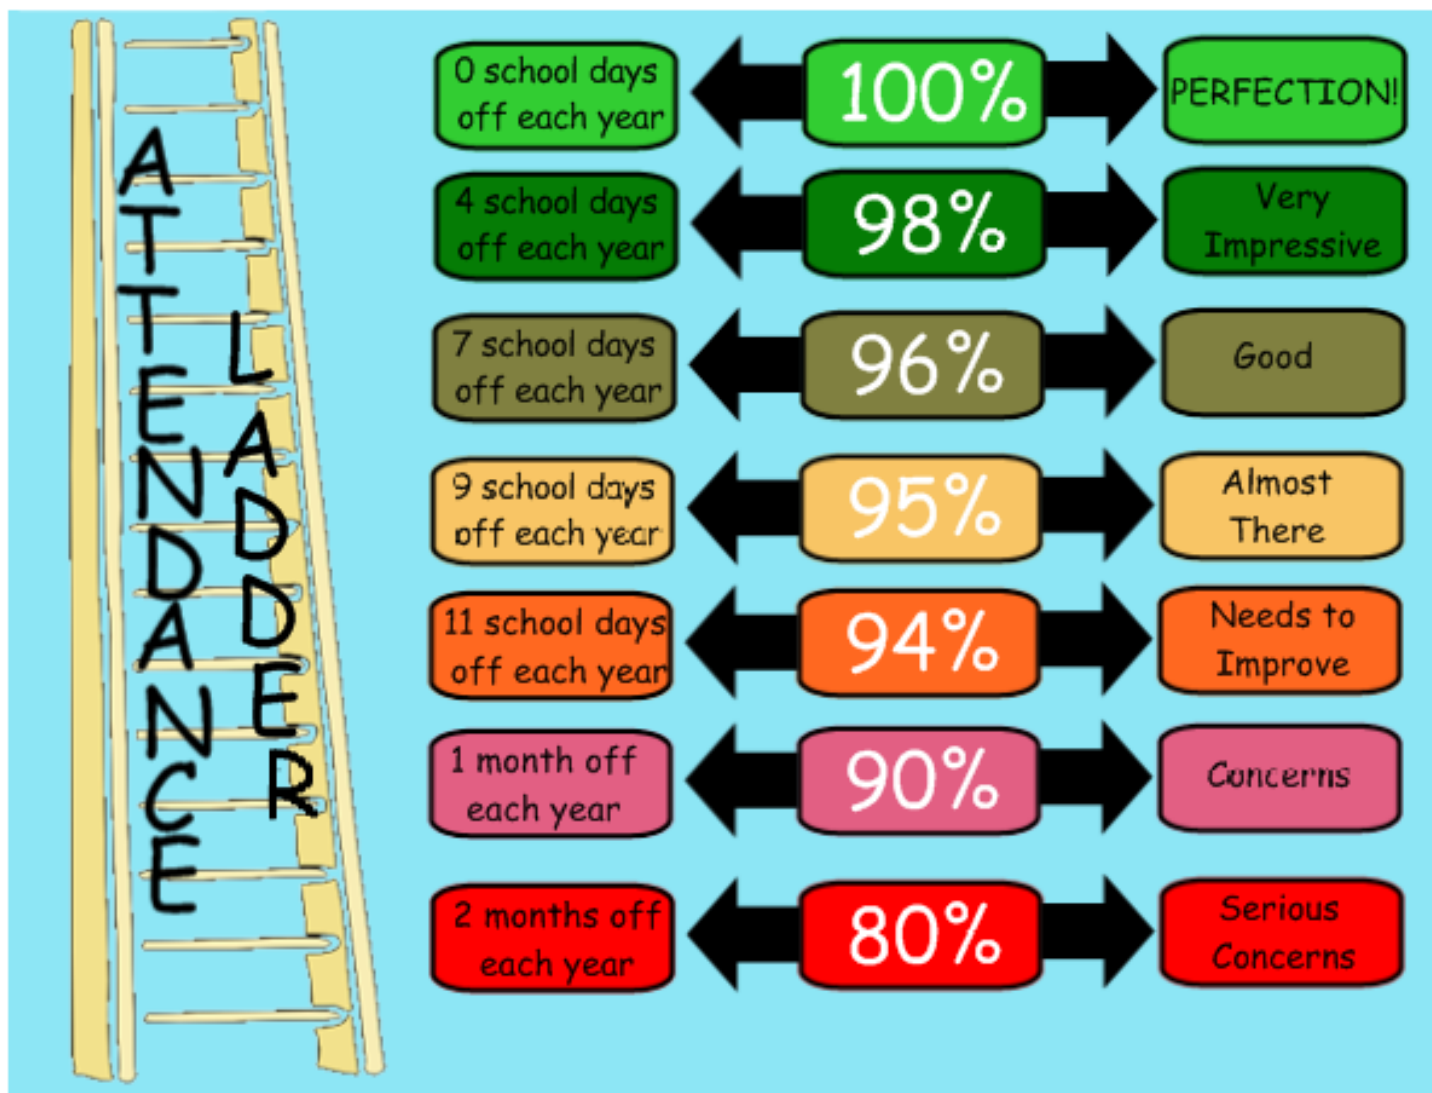 ATTENDANCE
LADDER
0 school days
off each year
100%
PERFECTION!
4 school days
off each year
98%
Very
Impressive
7 school days
off each year
96%
Good
9 school days
off each year
95%
Almost
There
11 school days
off each year
94%
Needs to
Improve
1 month off
each year
90%
Concerns
2 months off
each year
80%
Serious
Concerns